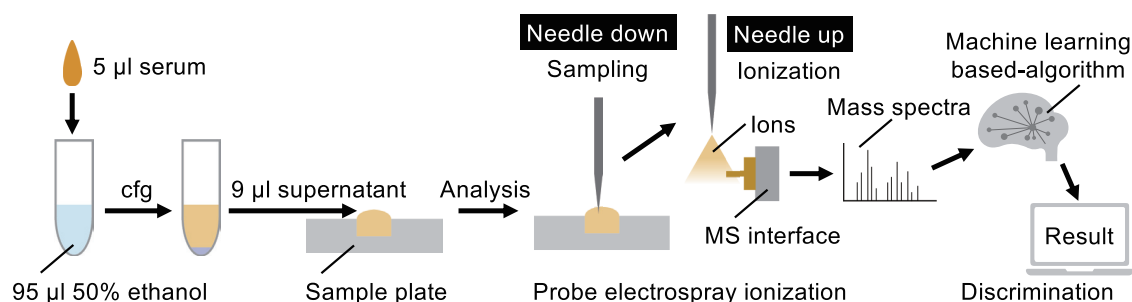 5 µl serum
cfg
95 µl 50% ethanol
9 µl supernatant
Sample plate
Analysis
Needle down
Sampling
Needle up
Ionization
Ions
MS interface
Probe electrospray ionization
Mass spectra
Machine learning
based-algorithm
Result
Discrimination